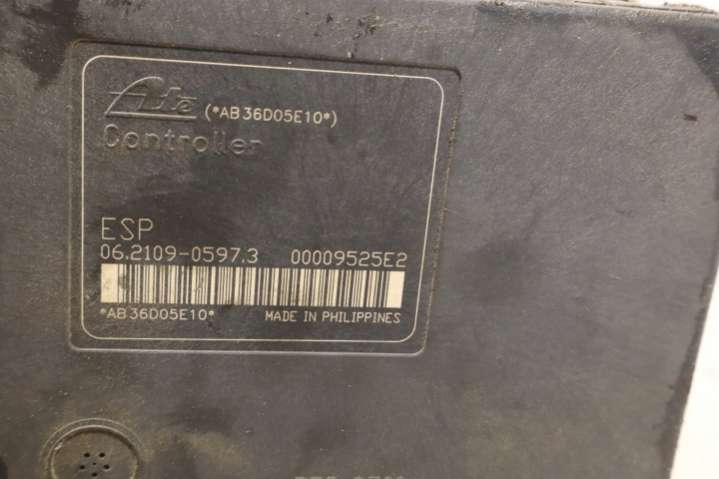 Ate (*AB36D05E10*)
Controller
ESP
06.2109-0597.3 00009525E2
*AB36D05E10* MADE IN PHILIPPINES